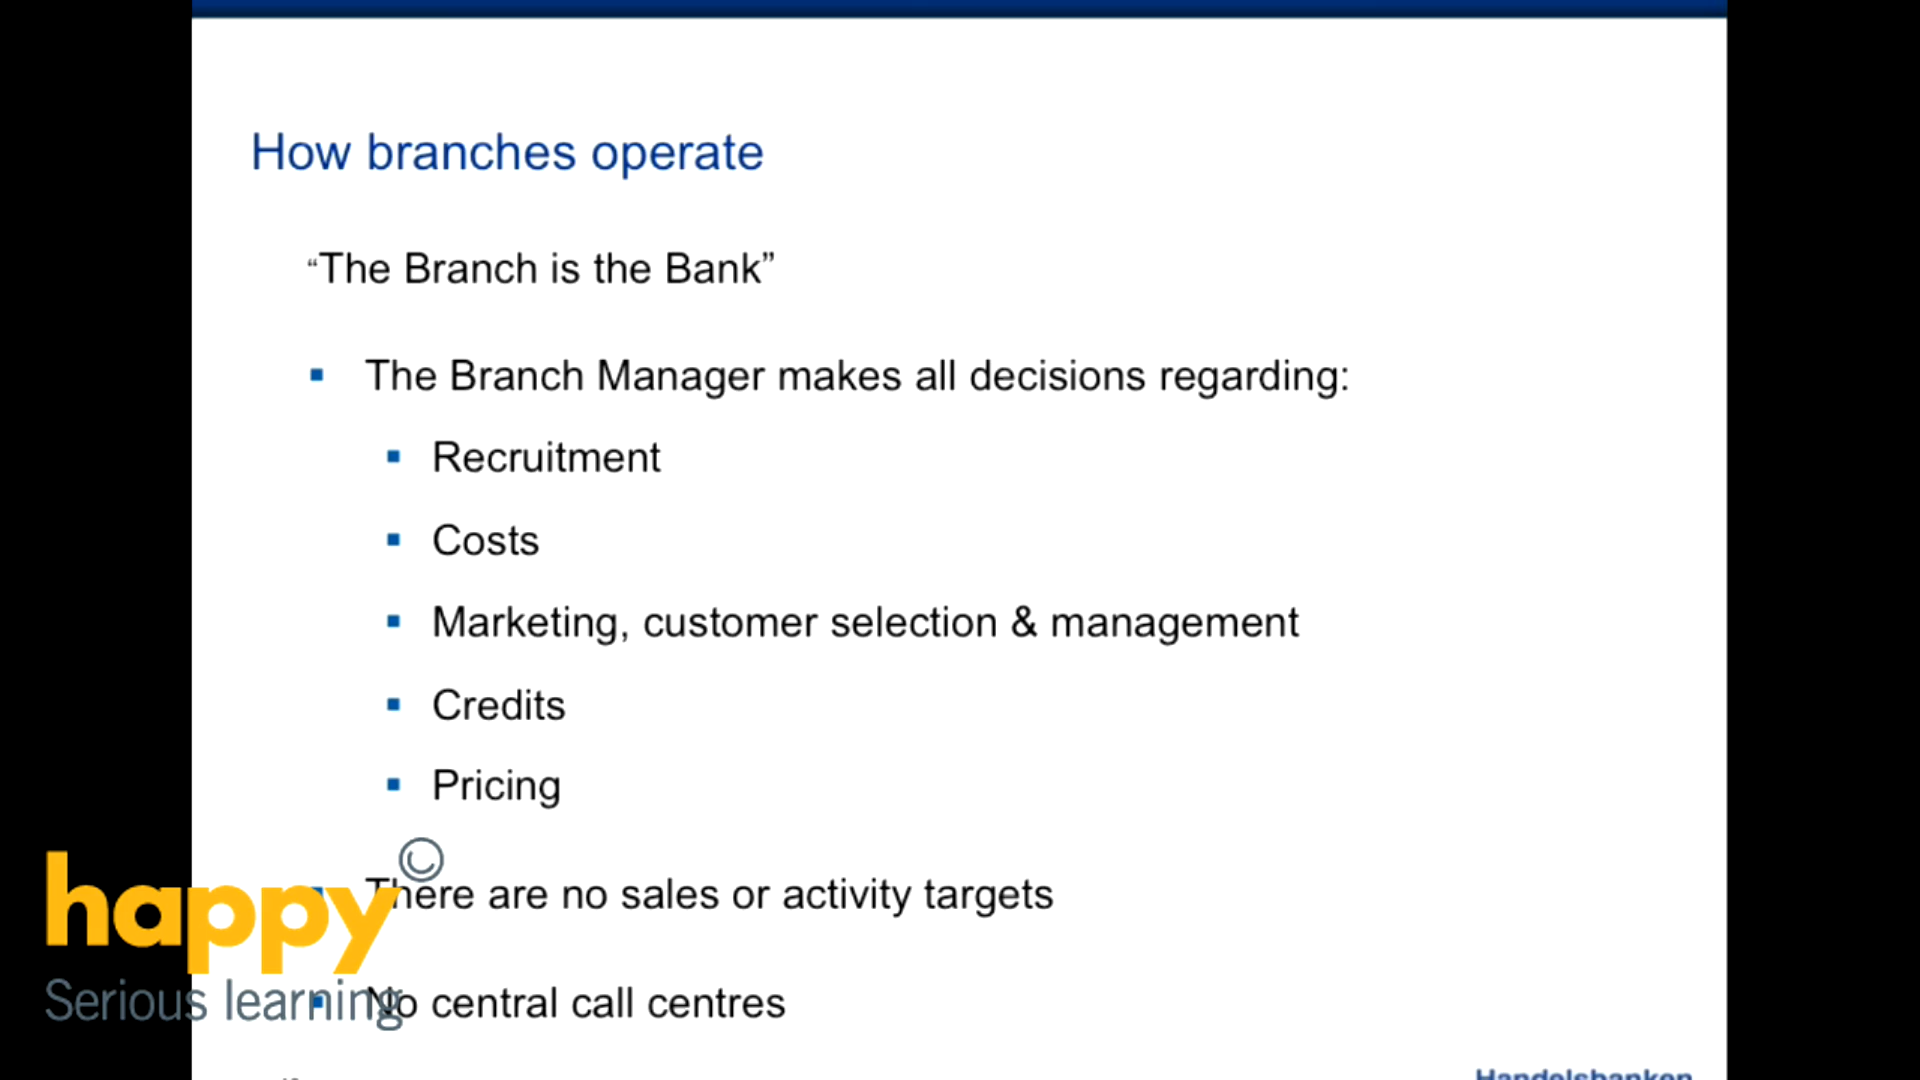 How branches operate
“The Branch is the Bank”
▪ The Branch Manager makes all decisions regarding:
▪ Recruitment
▪ Costs
▪ Marketing, customer selection & management
▪ Credits
▪ Pricing
There are no sales or activity targets
▪ No central call centres
happy
Serious learning
Handelsbanken